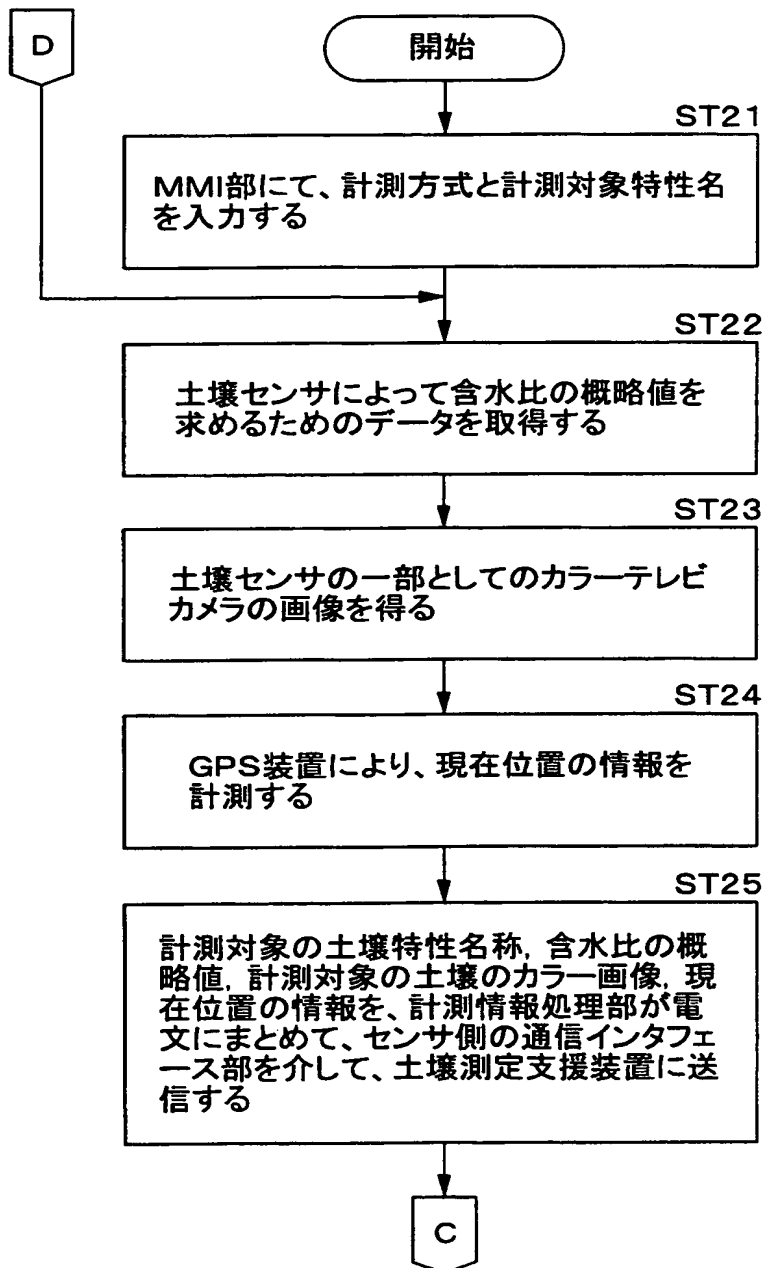 D
開始
ST21
MMI部にて、計測方式と計測対象特性名
を入力する
ST22
土壌センサによって含水比の概略値を
求めるためのデータを取得する
ST23
土壌センサの一部としてのカラーテレビ
カメラの画像を得る
ST24
GPS装置により、現在位置の情報を
計測する
ST25
計測対象の土壌特性名称, 含水比の概
略値, 計測対象の土壌のカラー画像, 現
在位置の情報を、計測情報処理部が電
文にまとめて、センサ側の通信インタフェ
ース部を介して、土壌測定支援装置に送
信する
C